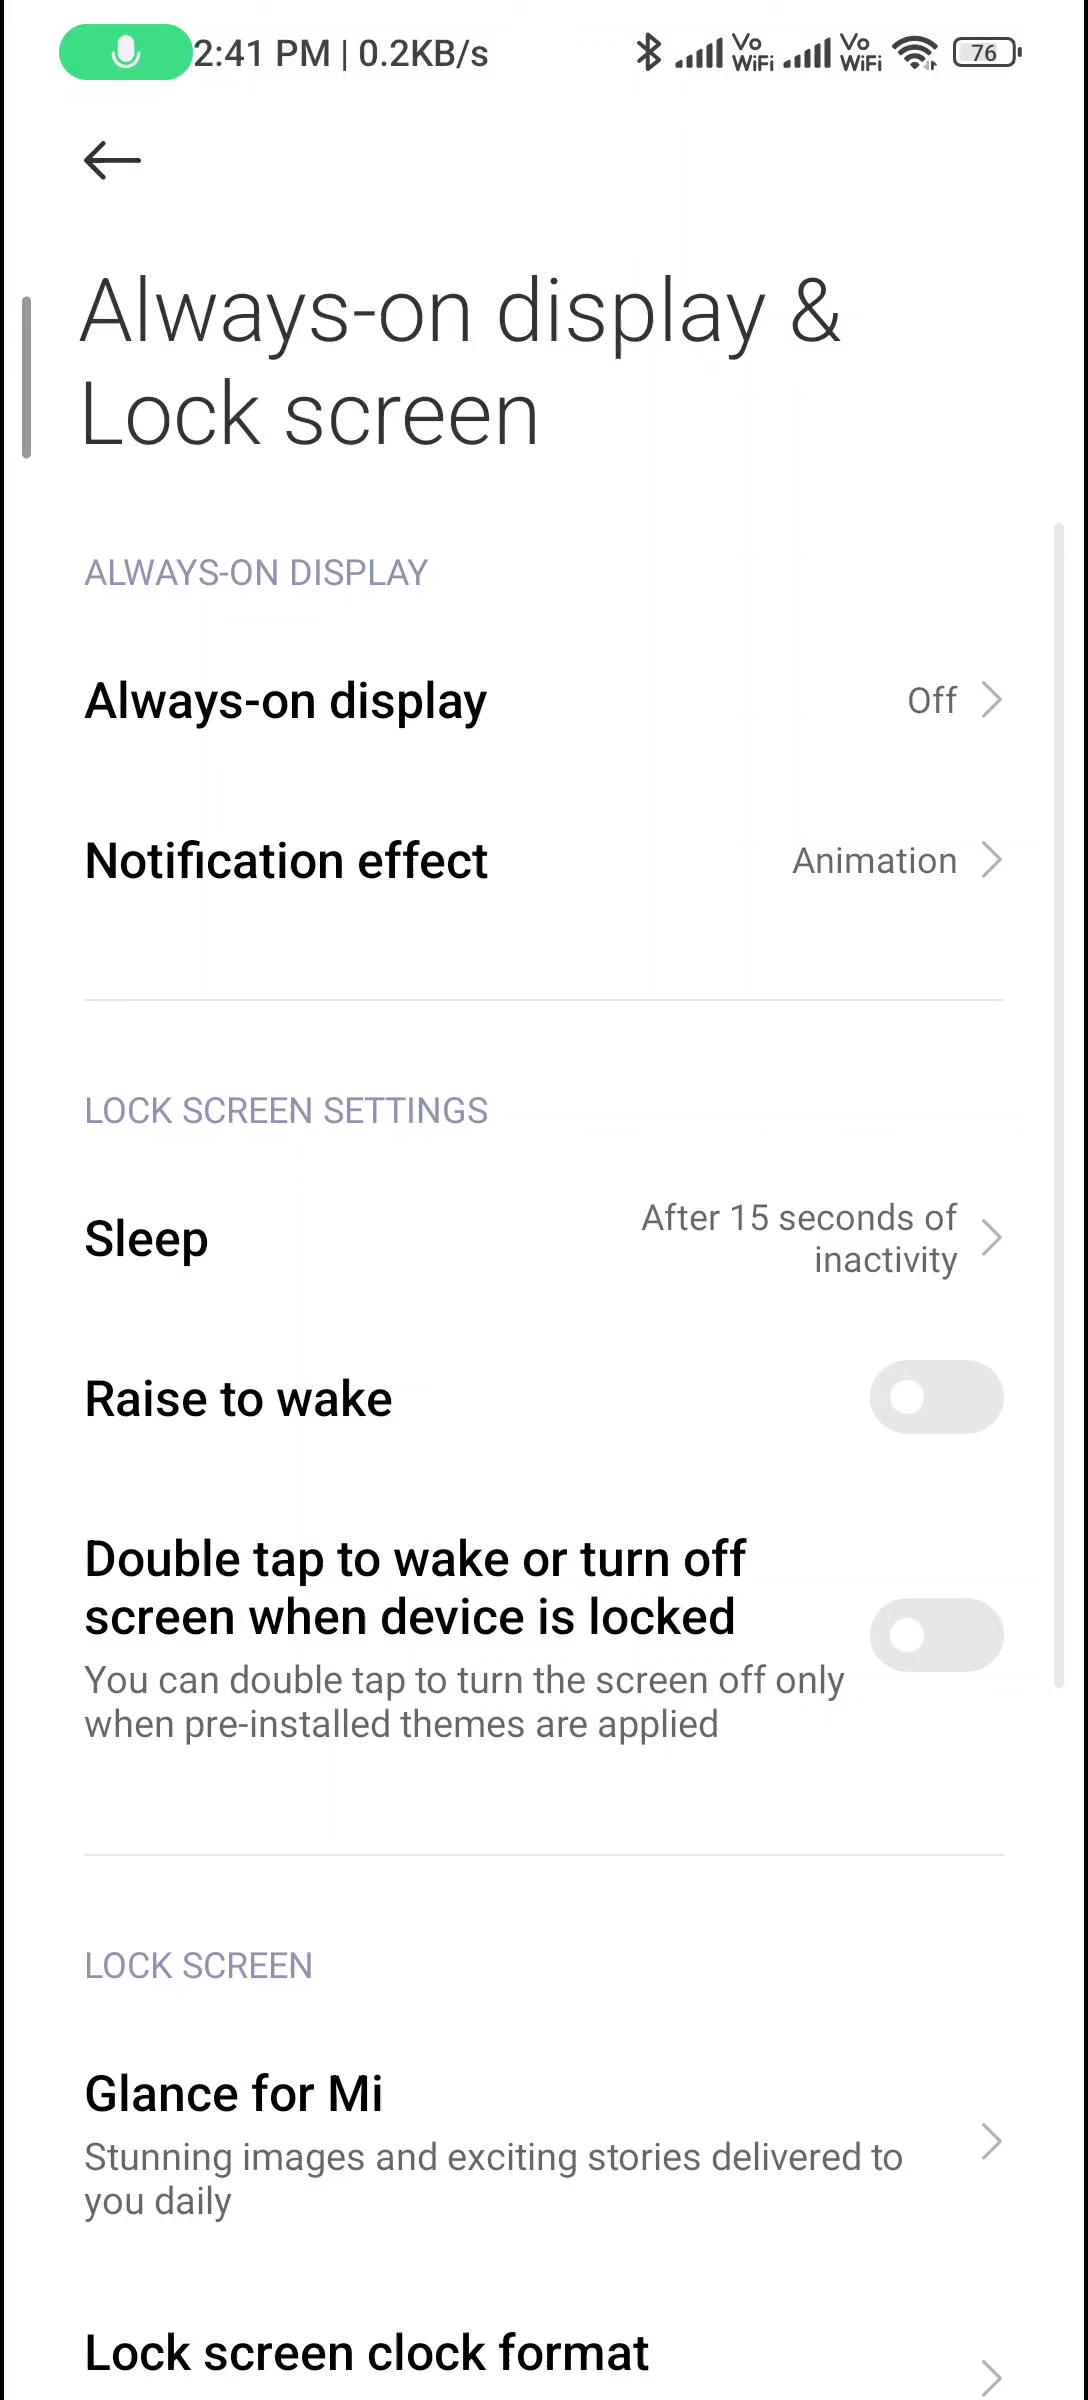 2:41 PM | 0.2KB/s Vo WiFi Vo WiFi 76
Always-on display &
Lock screen
ALWAYS-ON DISPLAY
Always-on display Off
Notification effect Animation
LOCK SCREEN SETTINGS
Sleep After 15 seconds of
inactivity
Raise to wake
Double tap to wake or turn off
screen when device is locked
You can double tap to turn the screen off only
when pre-installed themes are applied
LOCK SCREEN
Glance for Mi
Stunning images and exciting stories delivered to
you daily
Lock screen clock format